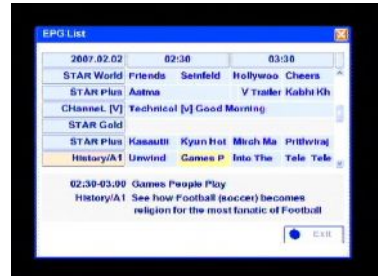 EPG List
2007.02.02 02:30 03:30
STAR World Friends Seinfeld Hollywoo Cheers
STAR Plus Aatma V Trailer Kabhi Kh
CHannel [V] Technical [v] Good Morning
STAR Gold
STAR Plus Kasautii Kyun Hot Mirch Ma Prithviraj
History/A1 Unwind Games P Into The Tele Tele
02:30-03:00 Games People Play
History/A1 See how Football (soccer) becomes
religion for the most fanatic of Football
Exit